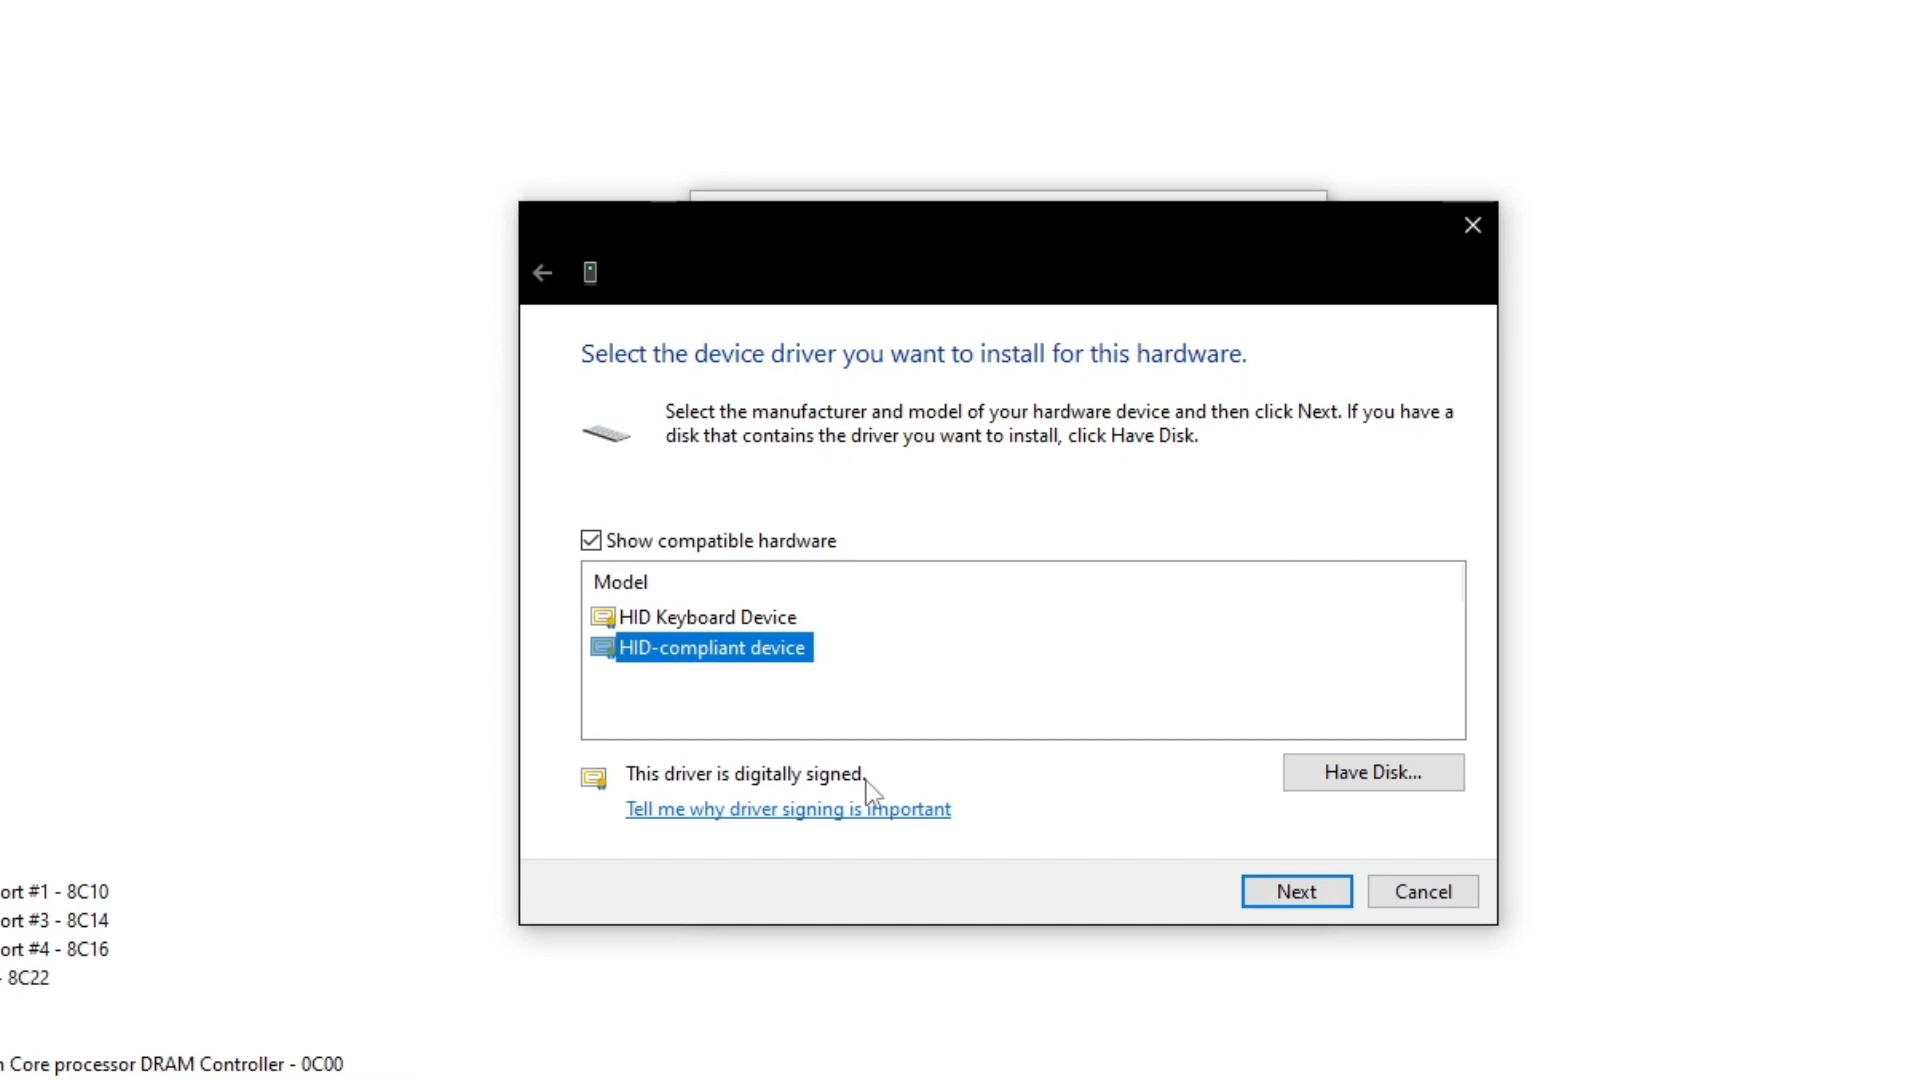 Select the device driver you want to install for this hardware.
Select the manufacturer and model of your hardware device and then click Next. If you have a
disk that contains the driver you want to install, click Have Disk.
Show compatible hardware
Model
HID Keyboard Device
HID-compliant device
This driver is digitally signed.
Have Disk...
Tell me why driver signing is important
Next
Cancel
ort #1 - 8C10
ort #3 - 8C14
ort #4 - 8C16
- 8C22
n Core processor DRAM Controller - 0C00